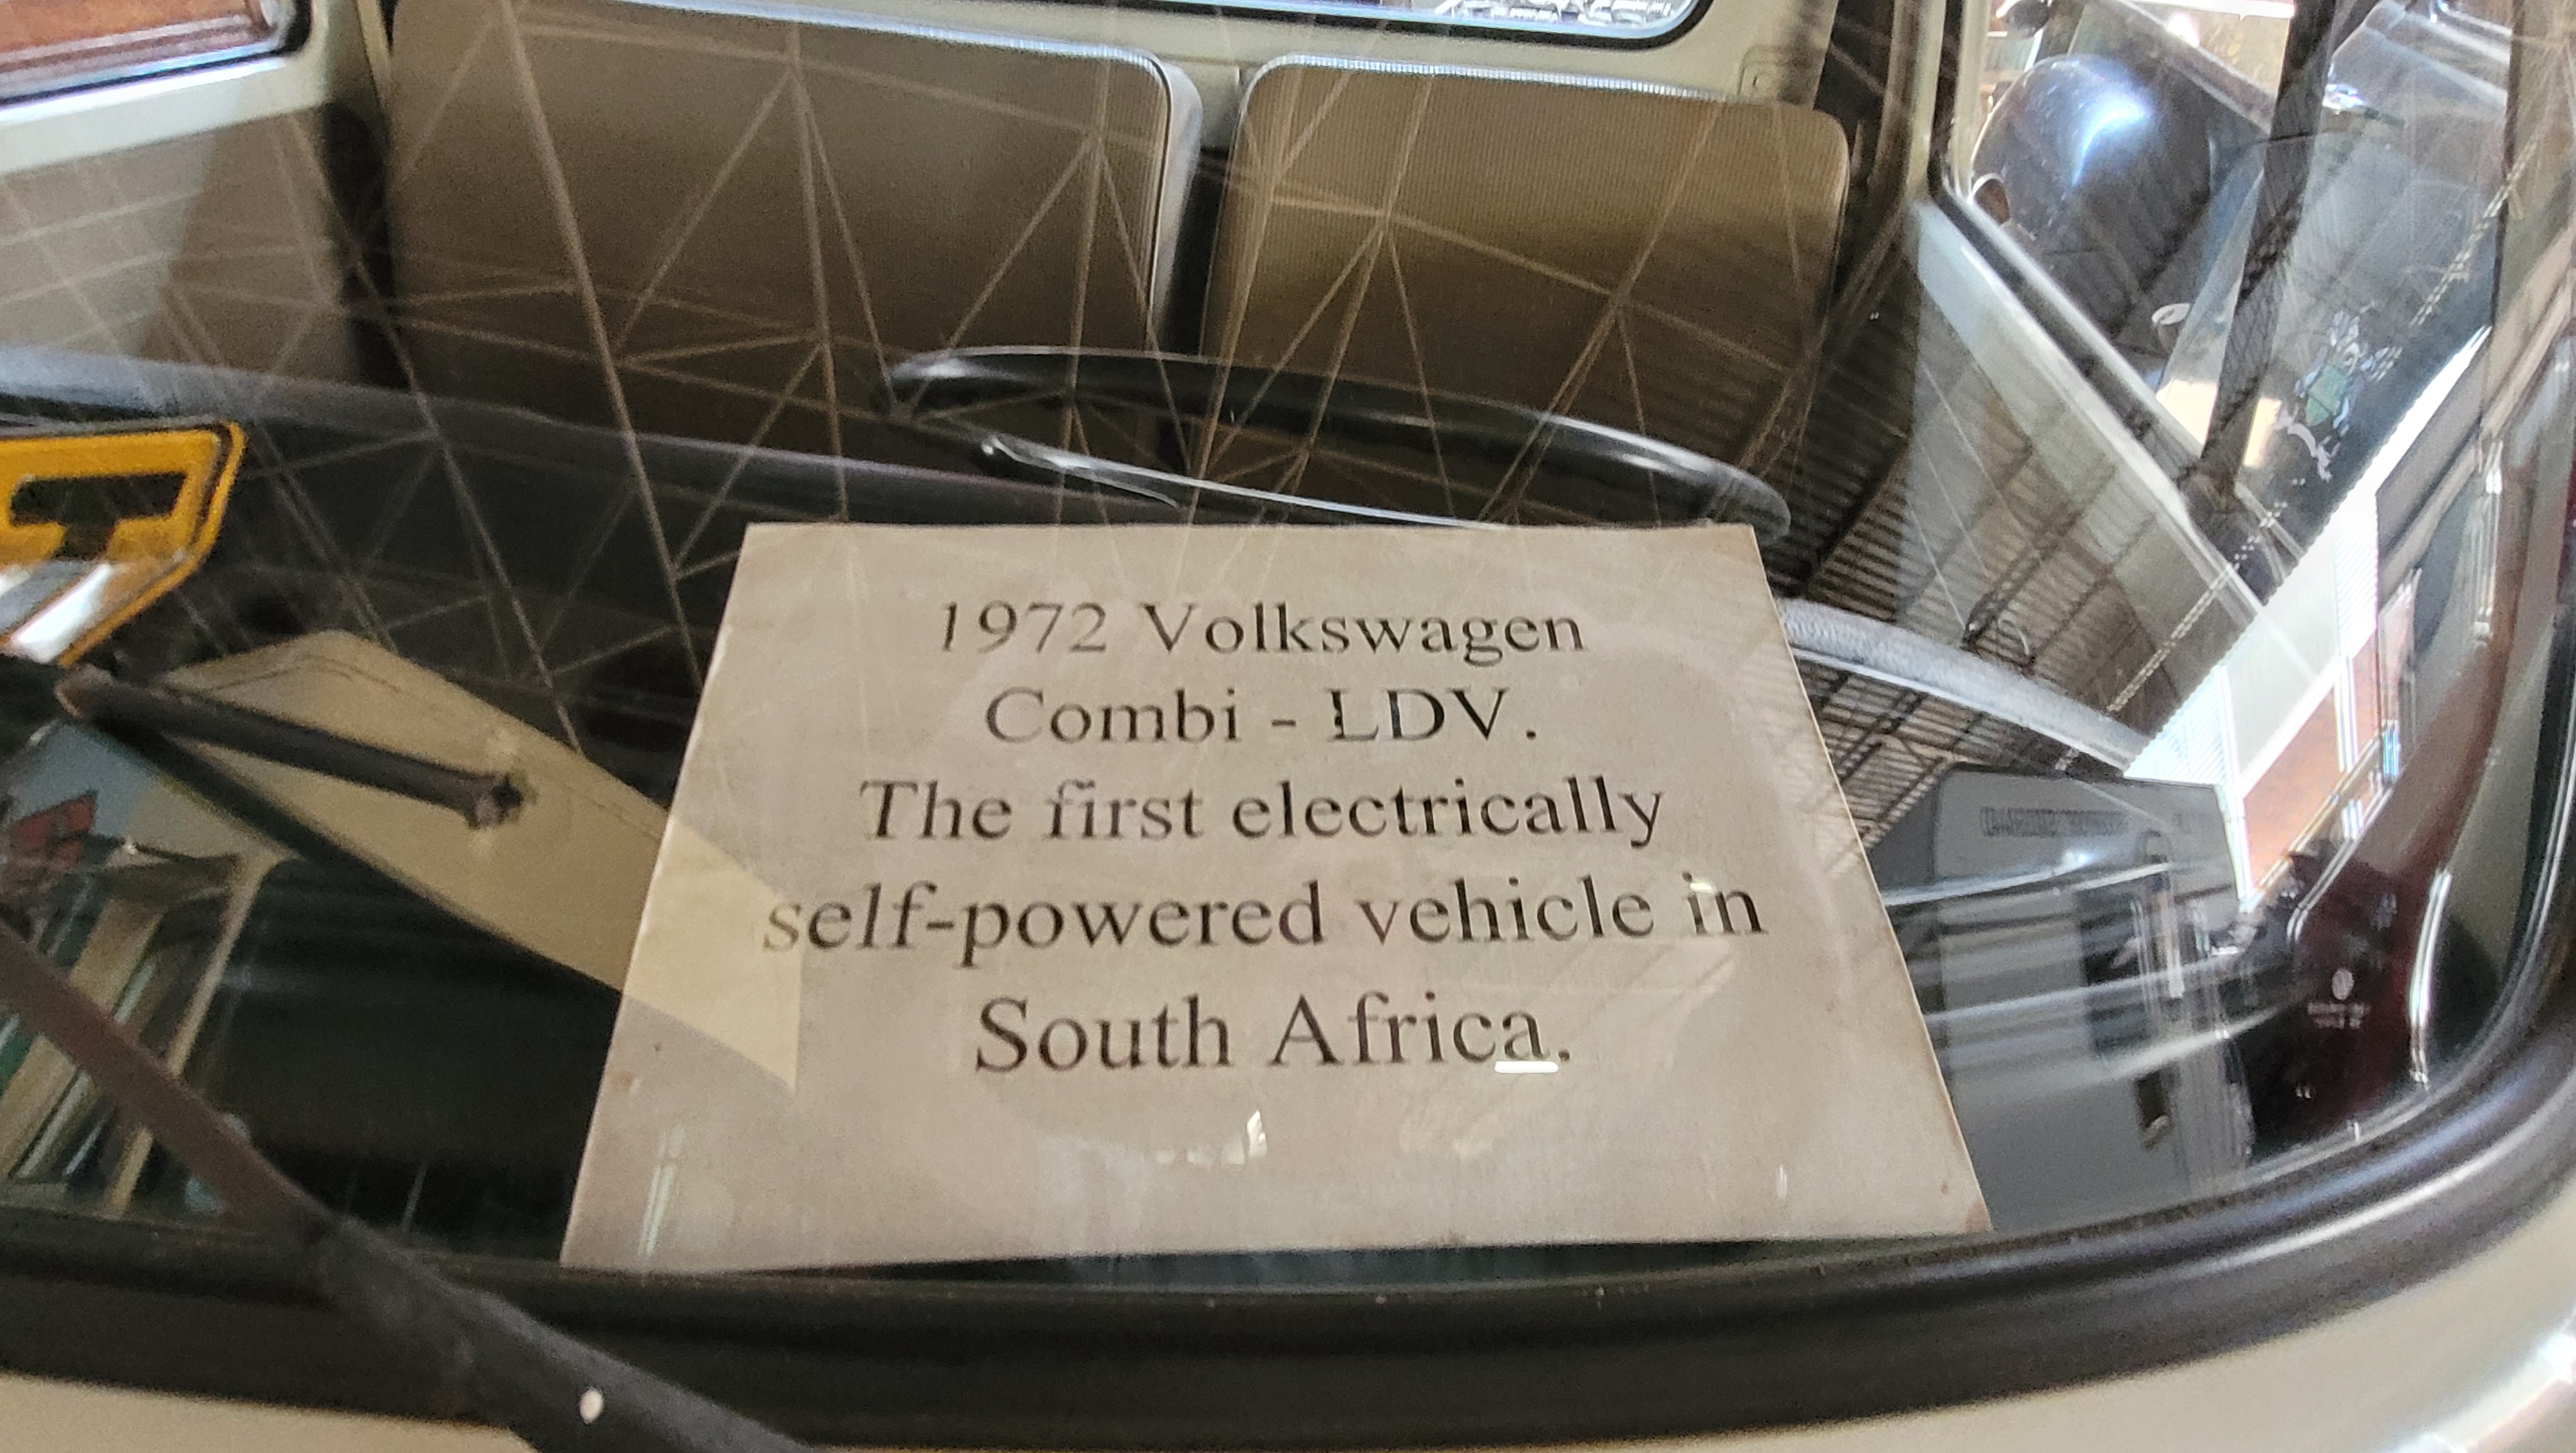 1972 Volkswagen
Combi - LDV.
The first electrically
self-powered vehicle in
South Africa.